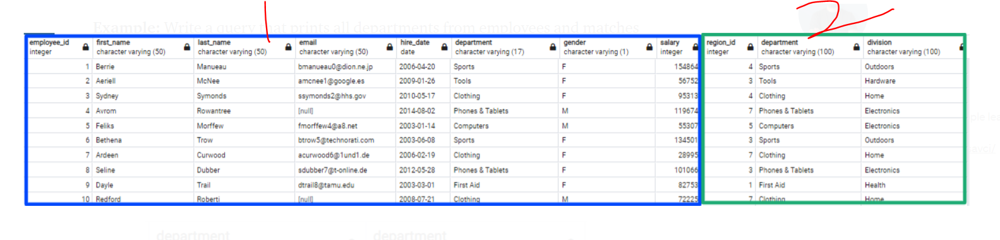 1 2
Example: Write a query that prints all departments from employees and matches
employee_id first_name last_name email hire_date department gender salary region_id department division
integer character varying (50) character varying (50) character varying (50) date character varying (17) character varying (1) integer integer character varying (100) character varying (100)
1 Berrie Manueau bmanueau0@dion.ne.jp 2006-04-20 Sports F 154864 4 Sports Outdoors
2 Aeriell McNee amcnee1@google.es 2009-01-26 Tools F 56752 3 Tools Hardware
3 Sydney Symonds ssymonds2@hhs.gov 2010-05-17 Clothing F 95313 4 Clothing Home
4 Avrom Rowantree [null] 2014-08-02 Phones & Tablets M 119674 7 Phones & Tablets Electronics
5 Feliks Morffew fmorffew4@a8.net 2003-01-14 Computers M 55307 5 Computers Electronics
6 Bethena Trow btrow5@technorati.com 2003-06-08 Sports F 134501 3 Sports Outdoors
7 Ardeen Curwood acurwood6@1und1.de 2006-02-19 Clothing F 28995 7 Clothing Home
8 Seline Dubber sdubber7@t-online.de 2012-05-28 Phones & Tablets F 101066 3 Phones & Tablets Electronics
9 Dayle Trail dtrail8@tamu.edu 2003-03-01 First Aid F 82753 1 First Aid Health
10 Redford Roberti [null] 2008-07-21 Clothing M 72225 7 Clothing Home
department department